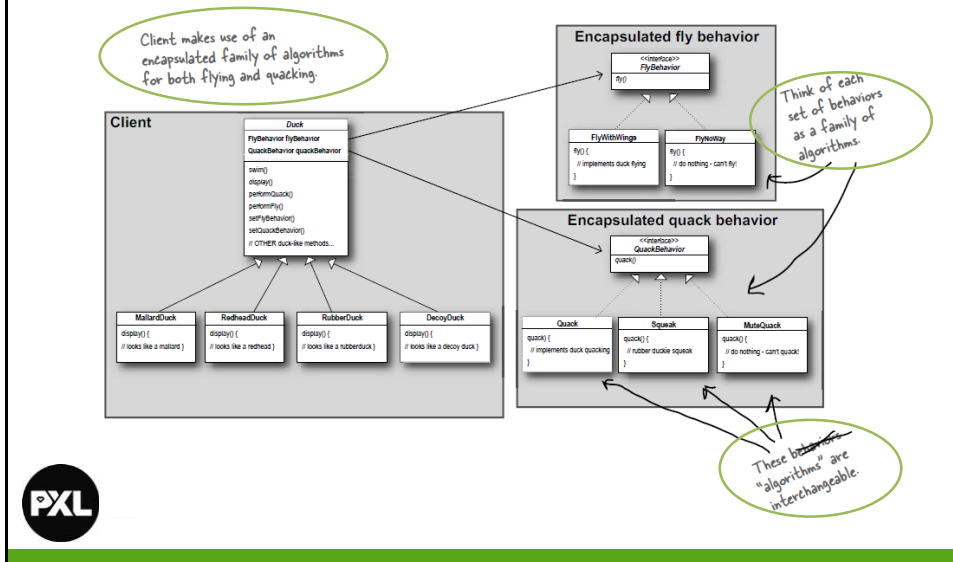 Client makes use of an
encapsulated family of algorithms
for both flying and quacking.
Client
Duck
FlyBehavior flyBehavior
QuackBehavior quackBehavior
swim()
display()
performQuack()
performFly()
setFlyBehavior()
setQuackBehavior()
// OTHER duck-like methods...
MallardDuck
display() {
// looks like a mallard }
RedheadDuck
display() {
// looks like a redhead }
RubberDuck
display() {
// looks like a rubberduck }
DecoyDuck
display() {
// looks like a decoy duck }
Encapsulated fly behavior
<<interface>>
FlyBehavior
fly()
FlyWithWings
fly() {
// implements duck flying
}
FlyNoWay
fly() {
// do nothing - can't fly!
}
Think of each
set of behaviors
as a family of
algorithms.
Encapsulated quack behavior
<<interface>>
QuackBehavior
quack()
Quack
quack) {
// implements duck quacking
}
Squeak
quack() {
// rubber duckie squeak
}
MuteQuack
quack() {
// do nothing - can't quack!
}
These behaviors
"algorithms" are
interchangeable.
PXL